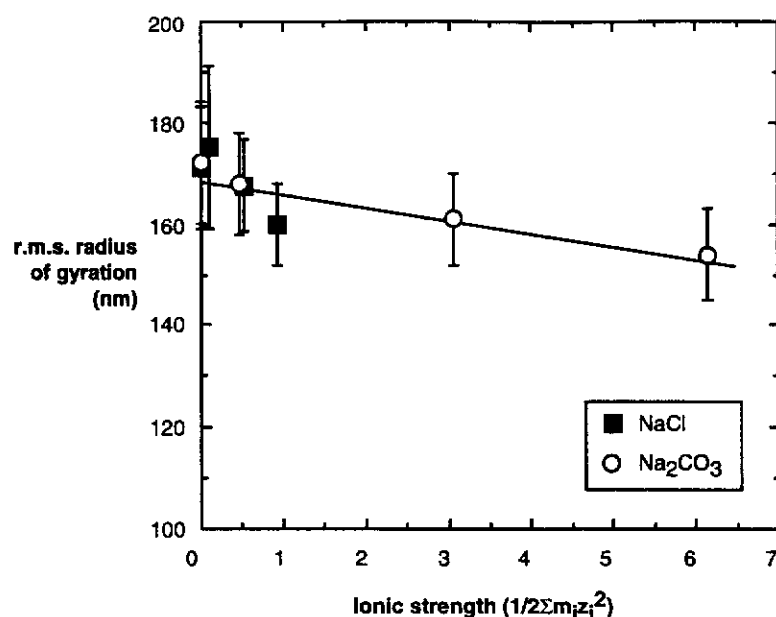 200
180
160
140
120
100
r.m.s. radius
of gyration
(nm)
NaCl
Na₂CO₃
0 1 2 3 4 5 6 7
Ionic strength (1/2Σmᵢzᵢ²)